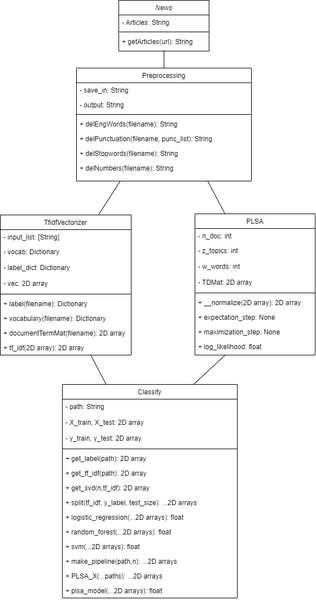 News
- Articles: String
+ getArticles(url): String
Preprocessing
- save_in: String
- output: String
+ delEngWords(filename): String
+ delPunctuation(filename, punc_list): String
+ delStopwords(filename): String
+ delNumbers(filename): String
TfidfVectorizer
- input_list: [String]
- vocab: Dictionary
- label_dict: Dictionary
- vec: 2D array
+ label(filename): Dictionary
+ vocabulary(filename): Dictionary
+ documentTermMat(filename): 2D array
+ tf_idf(2D array): 2D array
PLSA
- n_doc: int
- z_topics: int
- w_words: int
- TDMat: 2D array
+ __normalize(2D array): 2D array
+ expectation_step: None
+ maximization_step: None
+ log_likelihood: float
Classify
- path: String
- X_train, X_test: 2D array
- y_train, y_test: 2D array
+ get_label(path): 2D array
+ get_tf_idf(path): 2D array
+ get_svd(n,tf_idf): 2D array
+ split(tf_idf, y_label, test_size): ...2D arrays
+ logistic_regression(...2D arrays): float
+ random_forest(...2D arrays): float
+ svm(...2D arrays): float
+ make_pipeline(path,n): ...2D arrays
+ PLSA_X(...paths): ...2D arrays
+ plsa_model(...2D arrays): float